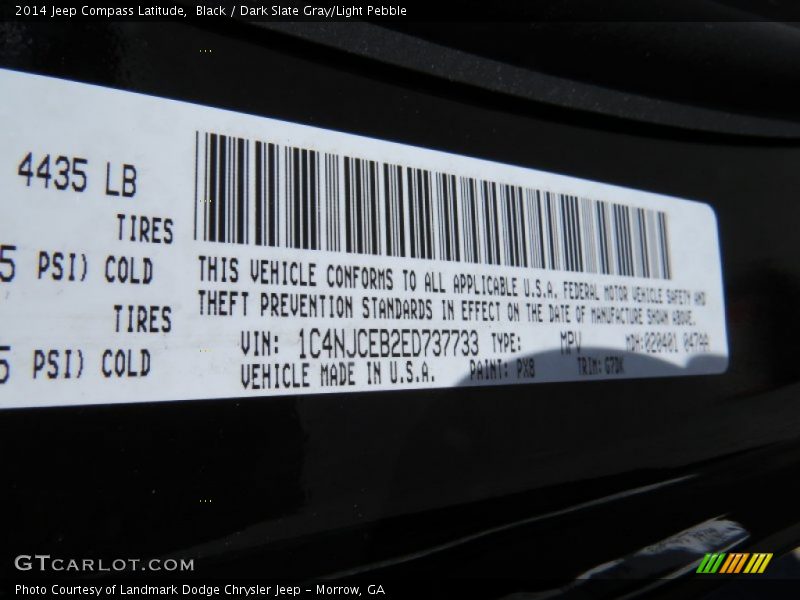 2014 Jeep Compass Latitude,  Black / Dark Slate Gray/Light Pebble
4435 LB
TIRES
5 PSI) COLD
TIRES
5 PSI) COLD
THIS VEHICLE CONFORMS TO ALL APPLICABLE U.S.A. FEDERAL MOTOR VEHICLE SAFETY AND
THEFT PREVENTION STANDARDS IN EFFECT ON THE DATE OF MANUFACTURE SHOWN ABOVE.
VIN: 1C4NJCEB2ED737733 TYPE: MPV MDH:
VEHICLE MADE IN U.S.A. PAINT: PX8 TRIM:
GTCARLOT.COM
Photo Courtesy of Landmark Dodge Chrysler Jeep - Morrow, GA